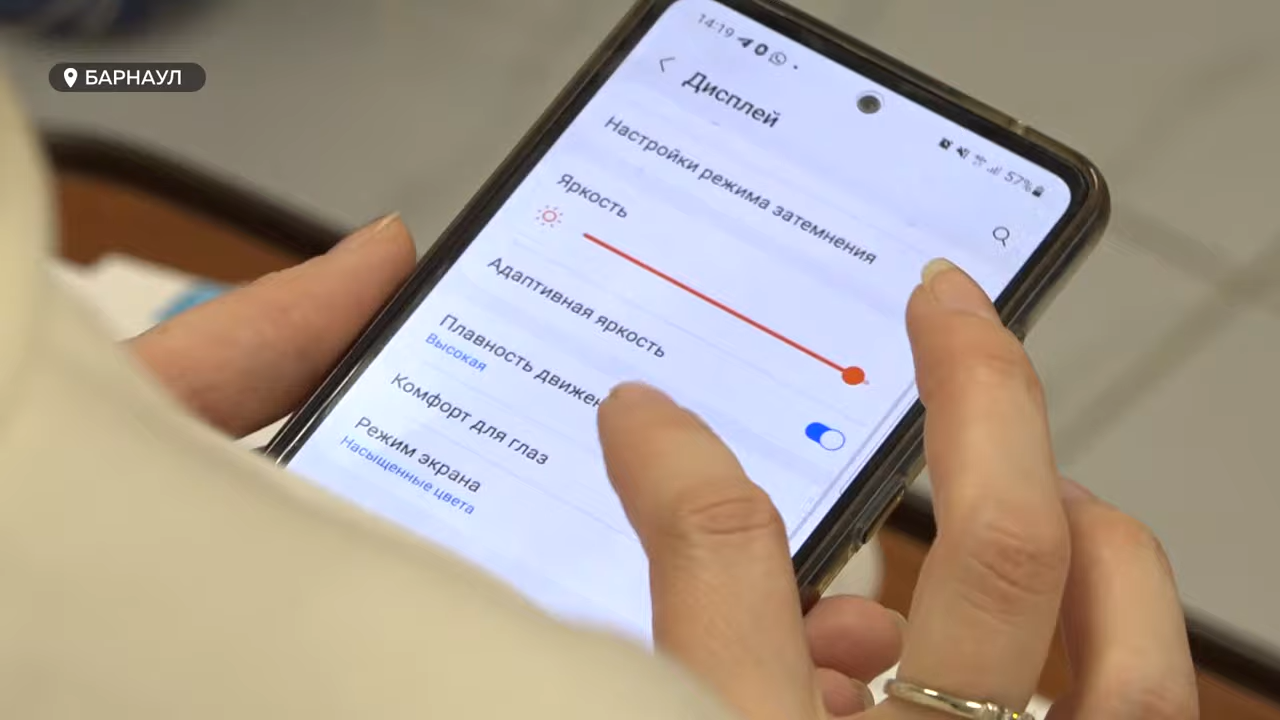 БАРНАУЛ
14:19
57%
Дисплей
Настройки режима затемнения
Яркость
Адаптивная яркость
Плавность
Высокая
Комфорт для глаз
Режим экрана
Насыщенные цвета